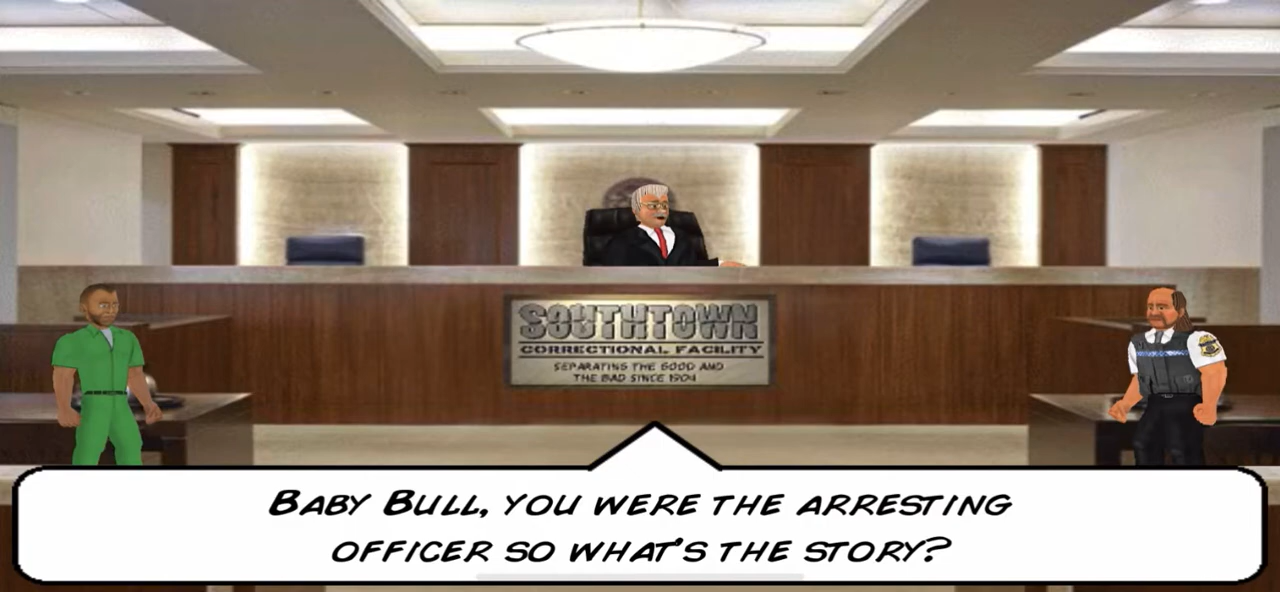 SOUTHTOWN
CORRECTIONAL FACILITY
SEPARATING THE GOOD AND
THE BAD SINCE 1904
BABY BULL, YOU WERE THE ARRESTING
OFFICER SO WHAT'S THE STORY?